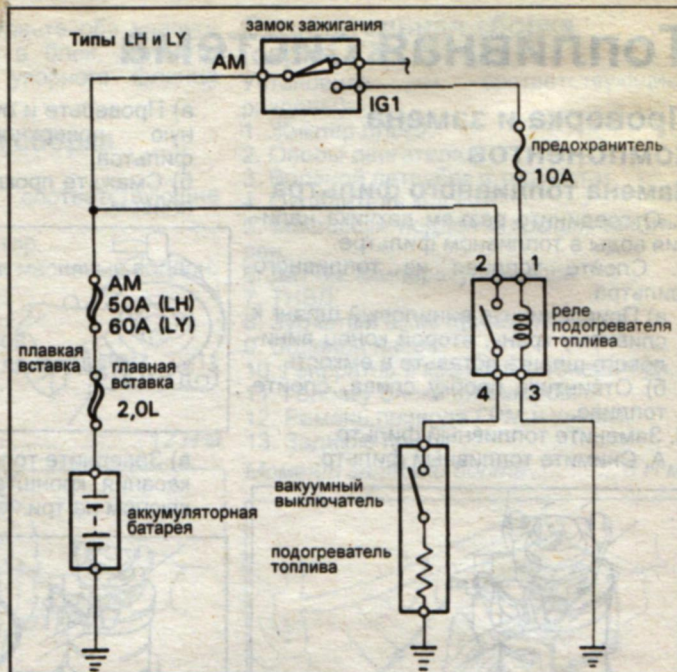 замок зажигания
Типы LH и LY
AM
IG1
предохранитель
10A
AM
50A (LH)
60A (LY)
плавкая
вставка
главная
вставка
2,0L
2 1
реле
подогревателя
топлива
4 3
аккумуляторная
батарея
вакуумный
выключатель
подогреватель
топлива